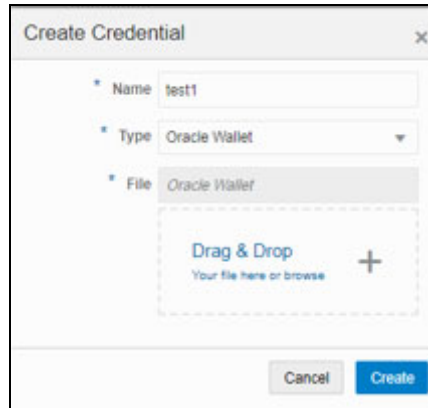 Create Credential ×
* Name test1
* Type Oracle Wallet
* File Oracle Wallet
Drag & Drop
Your file here or browse
Cancel Create